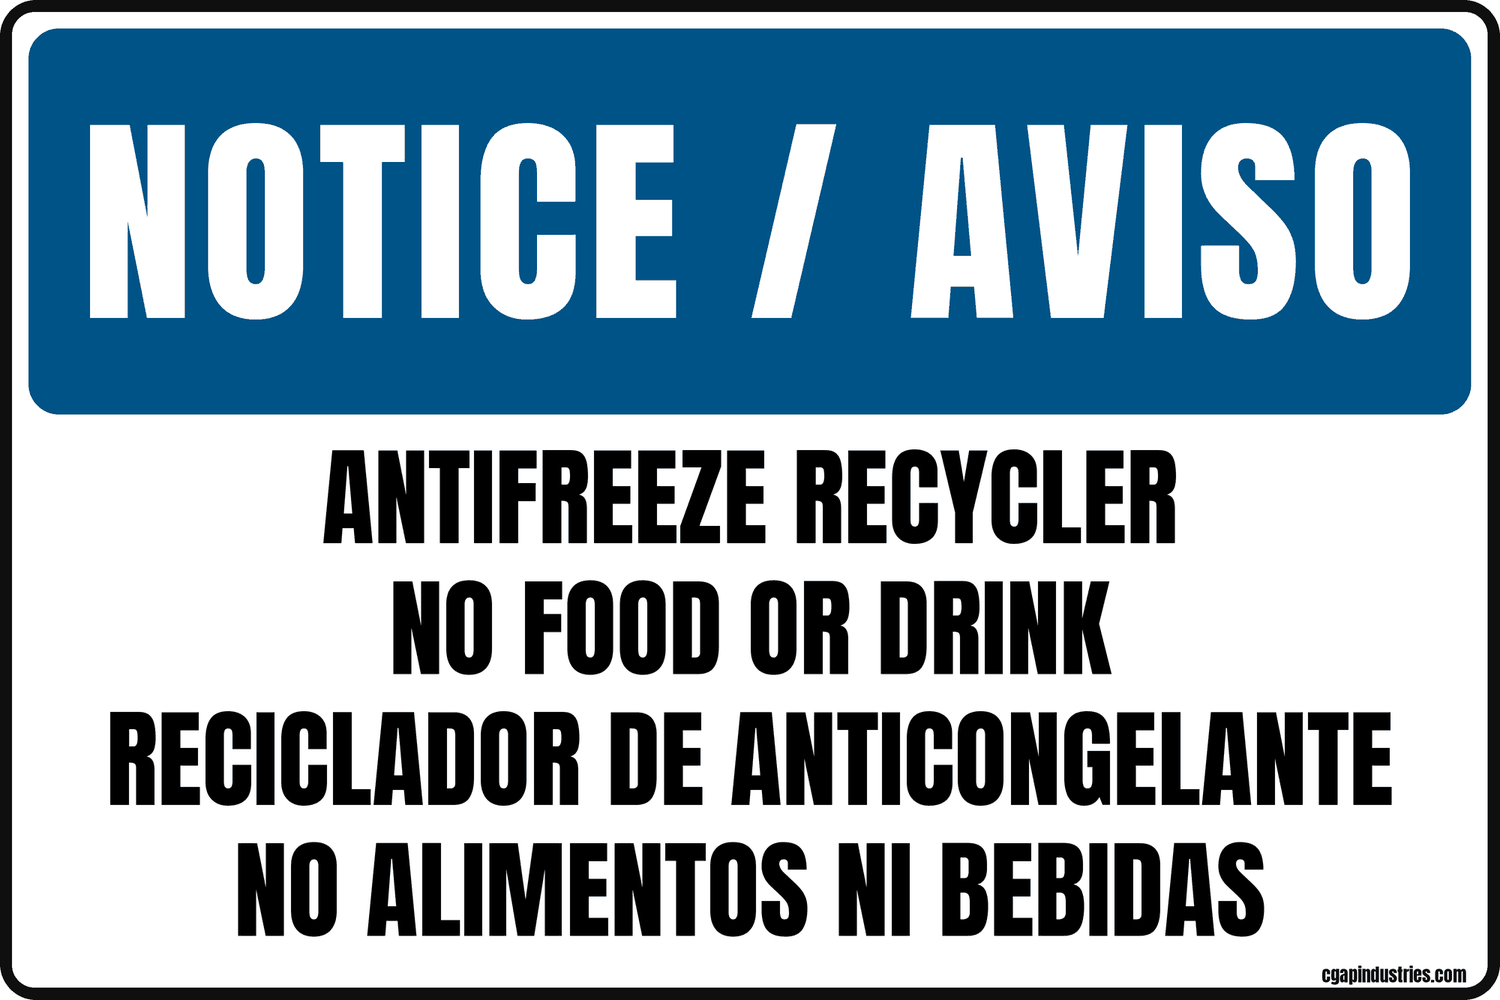 NOTICE / AVISO
ANTIFREEZE RECYCLER
NO FOOD OR DRINK
RECICLADOR DE ANTICONGELANTE
NO ALIMENTOS NI BEBIDAS
cgapindustries.com